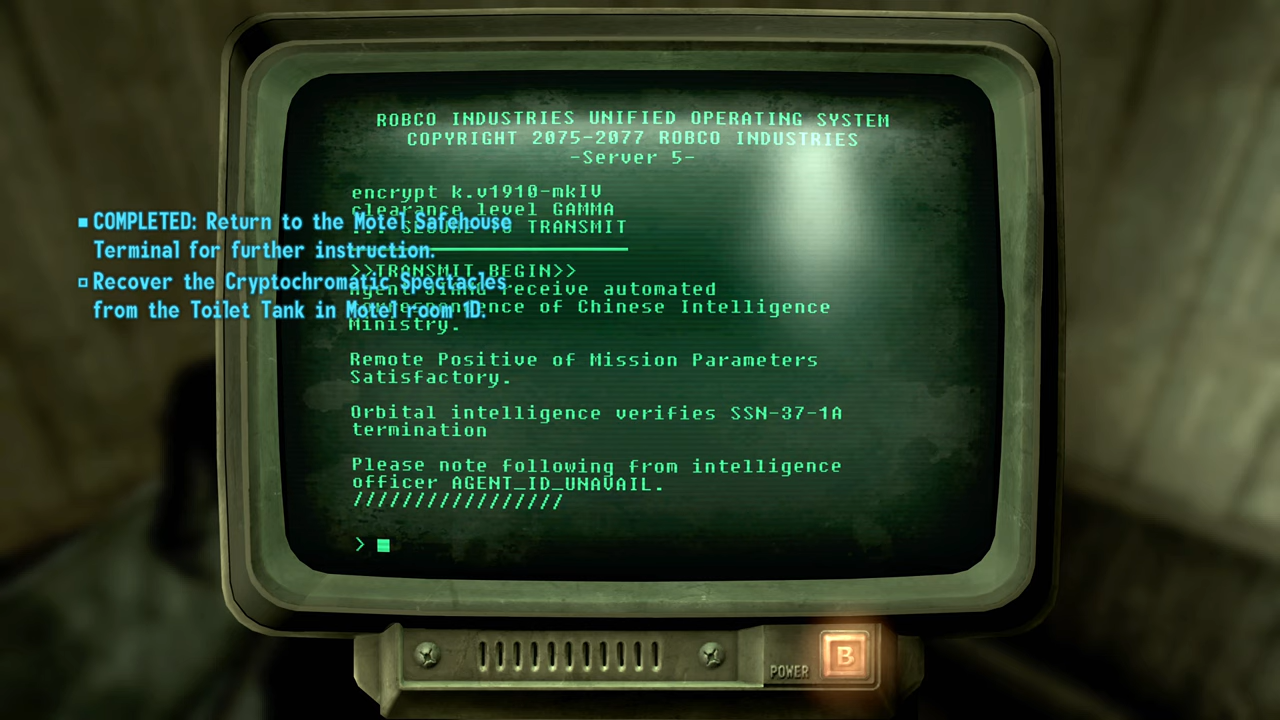 ROBCO INDUSTRIES UNIFIED OPERATING SYSTEM
COPYRIGHT 2075-2077 ROBCO INDUSTRIES
-Server 5-
encrypt k.v1910-mkIV
clearance level GAMMA
... SECURE TO TRANSMIT
COMPLETED: Return to the Motel Safehouse
Terminal for further instruction.
Recover the Cryptochromatic Spectacles
from the Toilet Tank in Motel room 1D.
>>TRANSMIT BEGIN>>
receive automated
of Chinese Intelligence
Ministry.
Remote Positive of Mission Parameters
Satisfactory.
Orbital intelligence verifies SSN-37-1A
termination
Please note following from intelligence
officer AGENT_ID_UNAVAIL.
/////////////////
>
POWER
B